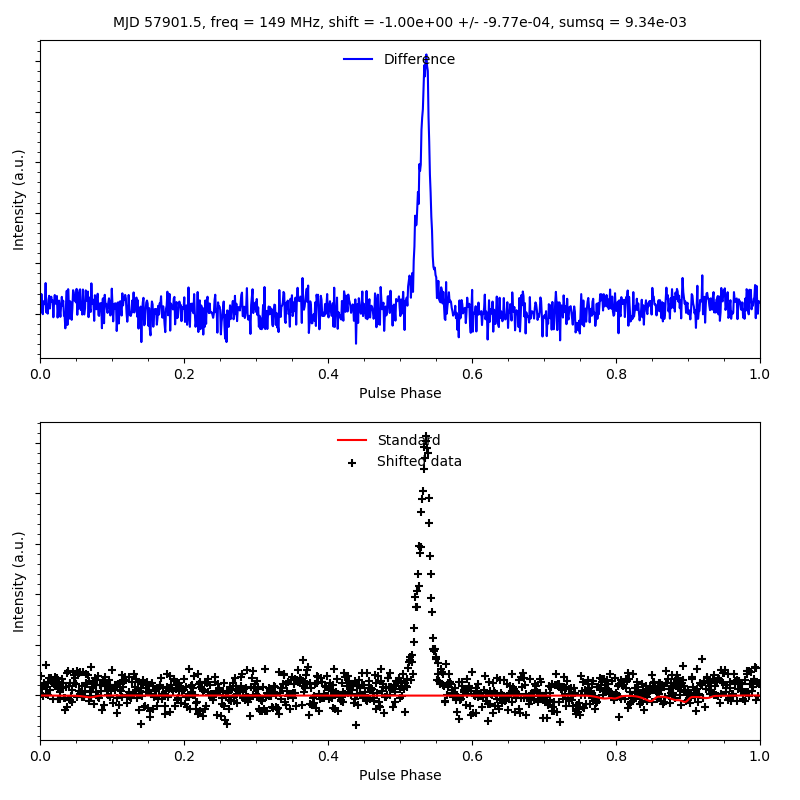 MJD 57901.5, freq = 149 MHz, shift = -1.00e+00 +/- -9.77e-04, sumsq = 9.34e-03
Difference
Intensity (a.u.)
0.0 0.2 0.4 0.6 0.8 1.0
Pulse Phase
Standard
Shifted data
Intensity (a.u.)
0.0 0.2 0.4 0.6 0.8 1.0
Pulse Phase